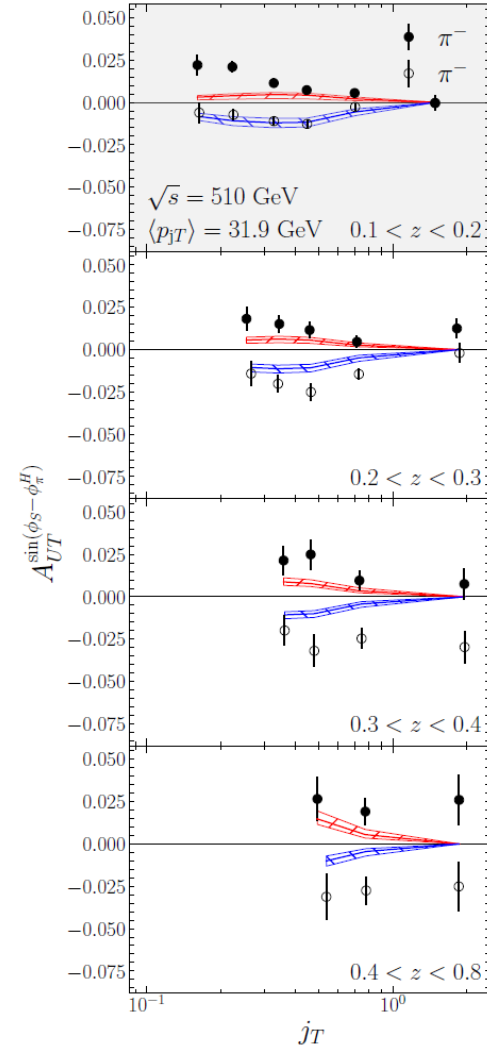 0.050
π⁻
0.025
π⁻
0.000
−0.025
−0.050
√s = 510 GeV
−0.075
⟨p_{jT}⟩ = 31.9 GeV
0.1 < z < 0.2
0.050
0.025
0.000
−0.025
−0.050
−0.075
0.2 < z < 0.3
A_{UT}^{sin(φ_S−φ_π^H)}
0.050
0.025
0.000
−0.025
−0.050
−0.075
0.3 < z < 0.4
0.050
0.025
0.000
−0.025
−0.050
−0.075
0.4 < z < 0.8
10⁻¹
10⁰
j_T